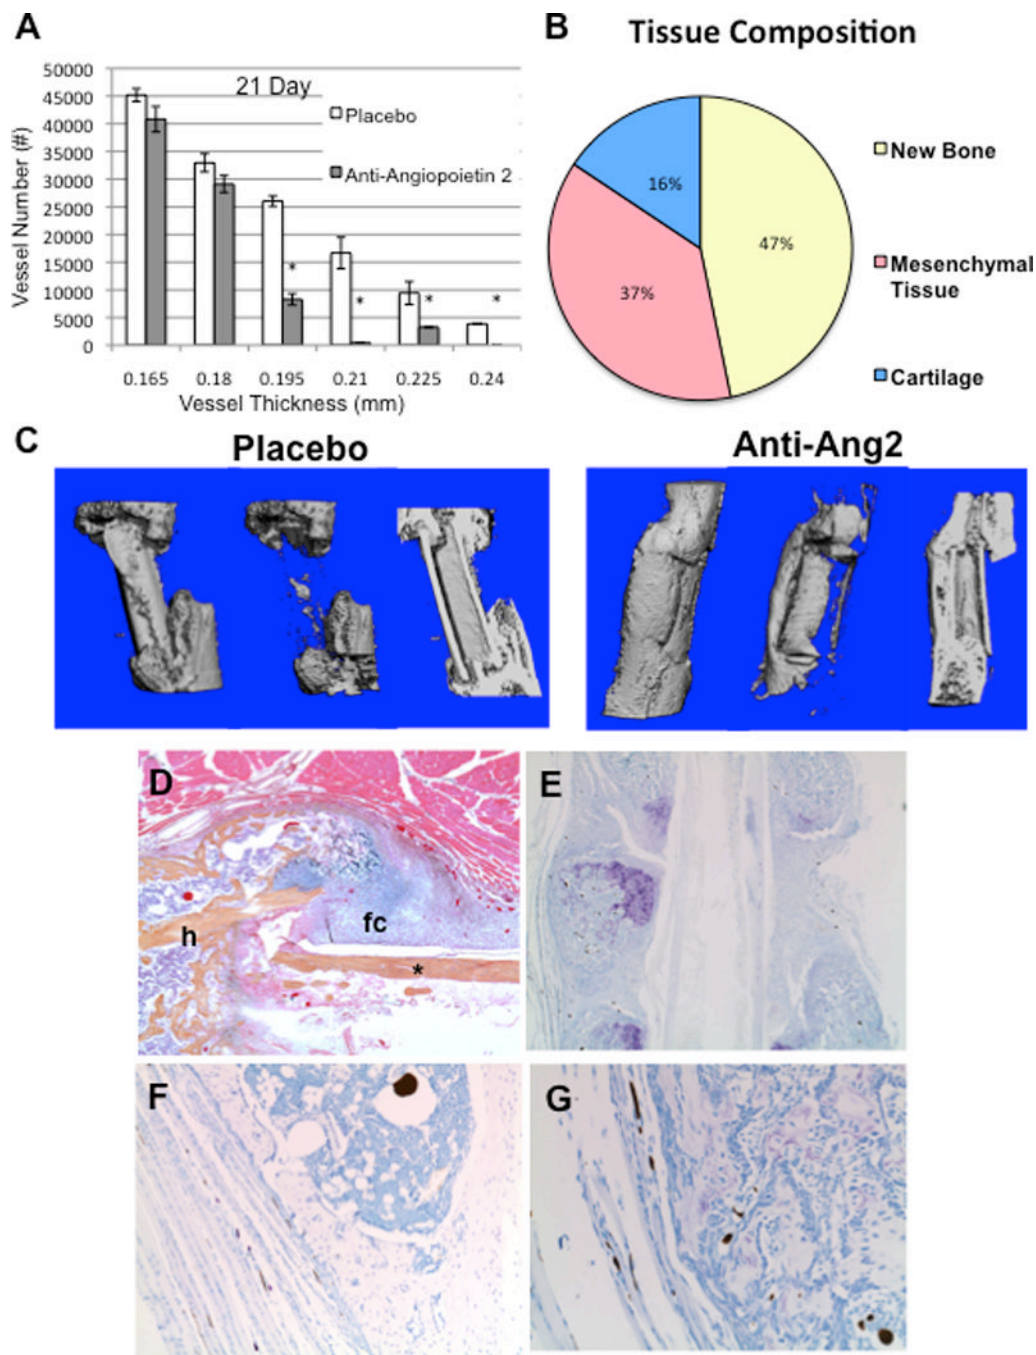 A
50000
45000
40000
35000
30000
25000
20000
15000
10000
5000
0
Vessel Number (#)
21 Day
Placebo
Anti-Angiopoietin 2
*
*
*
*
0.165 0.18 0.195 0.21 0.225 0.24
Vessel Thickness (mm)
B
Tissue Composition
16%
47%
37%
New Bone
Mesenchymal
Tissue
Cartilage
C
Placebo
Anti-Ang2
D
h
fc
*
E
F
G